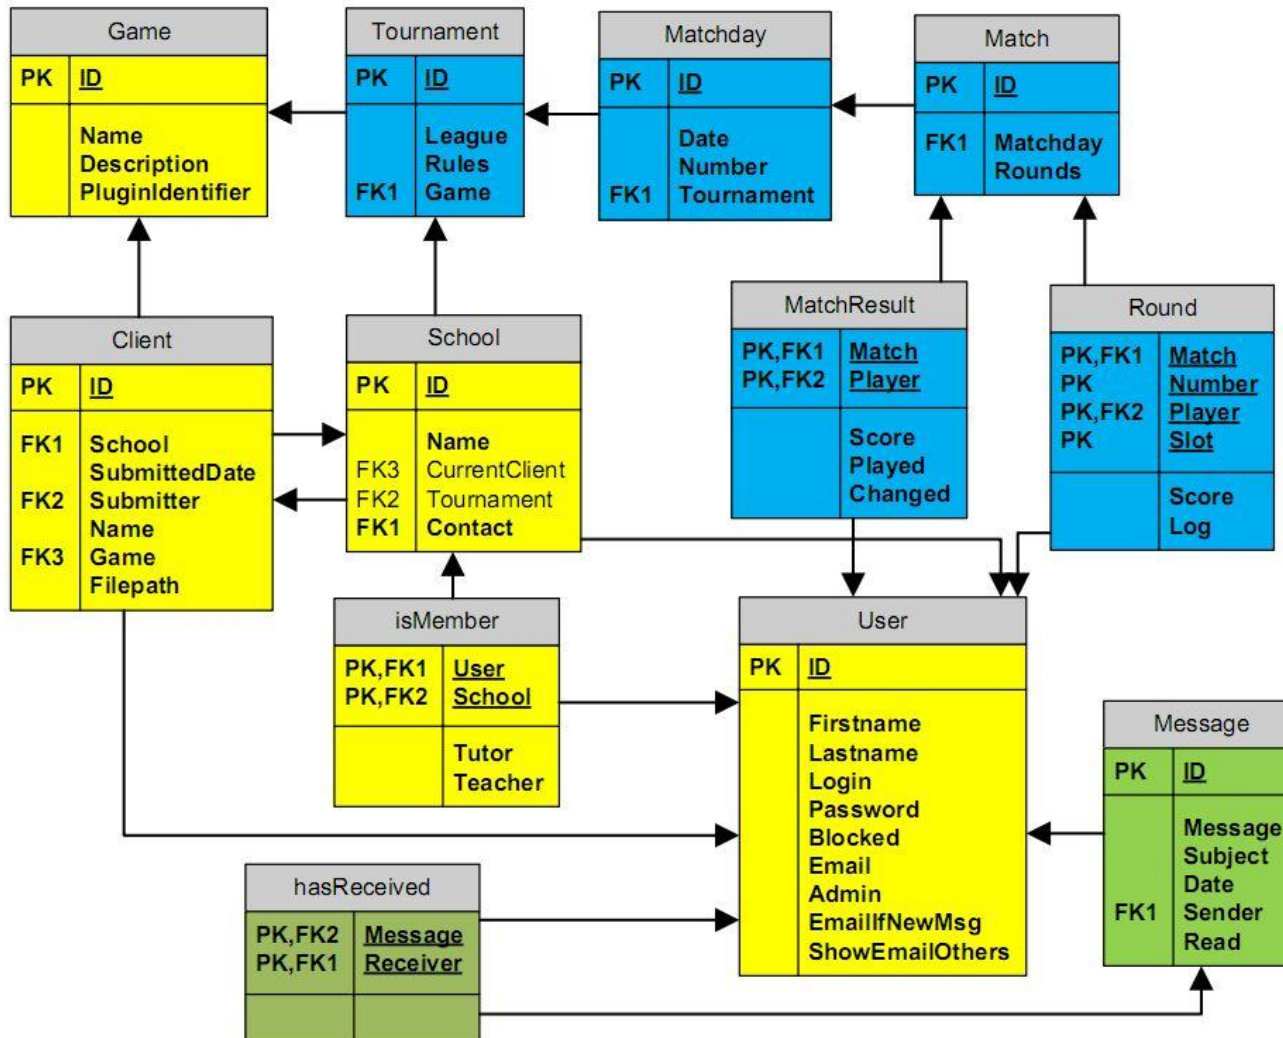 Game
PK ID
Name
Description
PluginIdentifier
Tournament
PK ID
League
Rules
FK1 Game
Matchday
PK ID
Date
Number
FK1 Tournament
Match
PK ID
FK1 Matchday
Rounds
Client
PK ID
FK1 School
SubmittedDate
FK2 Submitter
Name
FK3 Game
Filepath
School
PK ID
Name
FK3 CurrentClient
FK2 Tournament
FK1 Contact
MatchResult
PK,FK1 Match
PK,FK2 Player
Score
Played
Changed
Round
PK,FK1 Match
PK Number
PK,FK2 Player
PK Slot
Score
Log
isMember
PK,FK1 User
PK,FK2 School
Tutor
Teacher
User
PK ID
Firstname
Lastname
Login
Password
Blocked
Email
Admin
EmailIfNewMsg
ShowEmailOthers
Message
PK ID
Message
Subject
Date
FK1 Sender
Read
hasReceived
PK,FK2 Message
PK,FK1 Receiver